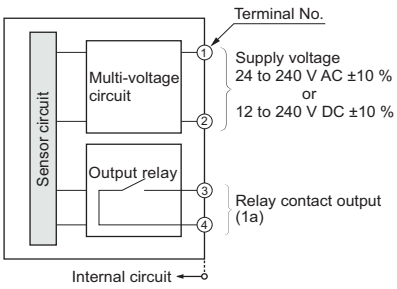 Terminal No.
1
Supply voltage
24 to 240 V AC ±10 %
or
12 to 240 V DC ±10 %
Multi-voltage
circuit
2
Sensor circuit
Output relay
3
Relay contact output
(1a)
4
Internal circuit